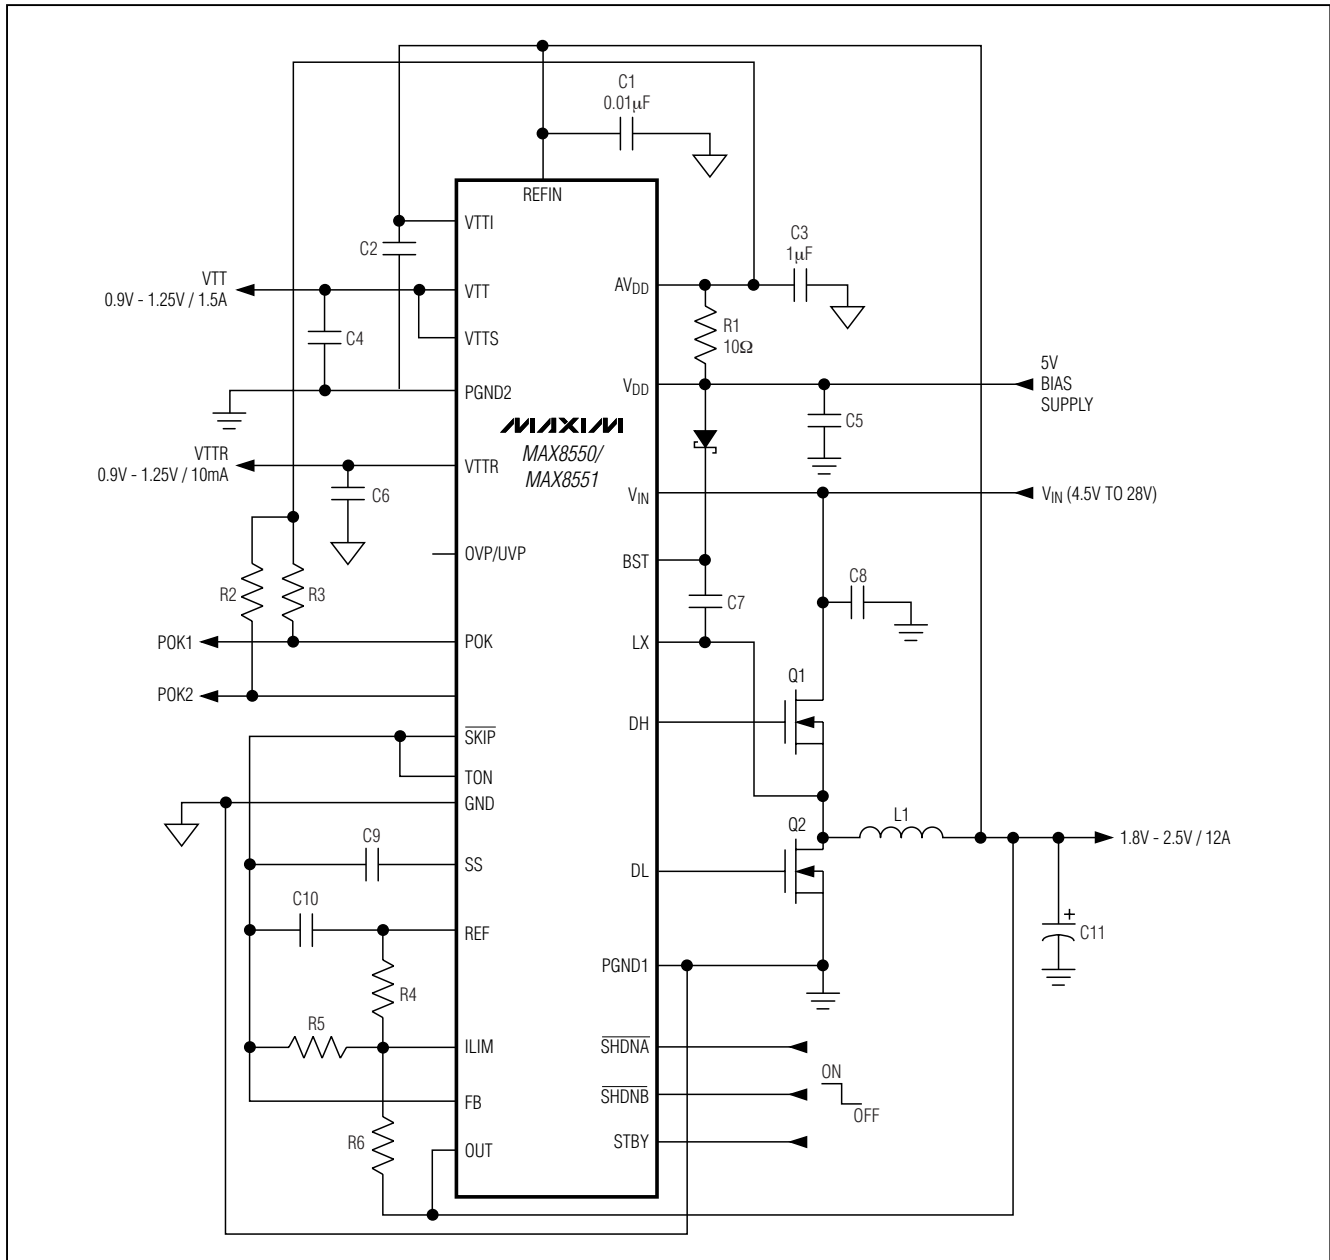 C1
0.01μF
REFIN
VTTI
C2
C3
1μF
VTT
0.9V - 1.25V / 1.5A
VTT
AVDD
C4
VTTS
R1
10Ω
5V
BIAS
SUPPLY
VDD
PGND2
C5
MAXIM
MAX8550/
MAX8551
VTTR
0.9V - 1.25V / 10mA
VTTR
C6
VIN
VIN (4.5V TO 28V)
OVP/UVP
BST
C8
R2
R3
C7
POK1
POK
LX
Q1
POK2
DH
SKIP
TON
GND
L1
Q2
C9
SS
DL
1.8V - 2.5V / 12A
C10
REF
+
C11
PGND1
R4
R5
ILIM
SHDNA
ON
FB
SHDNB
OFF
R6
OUT
STBY